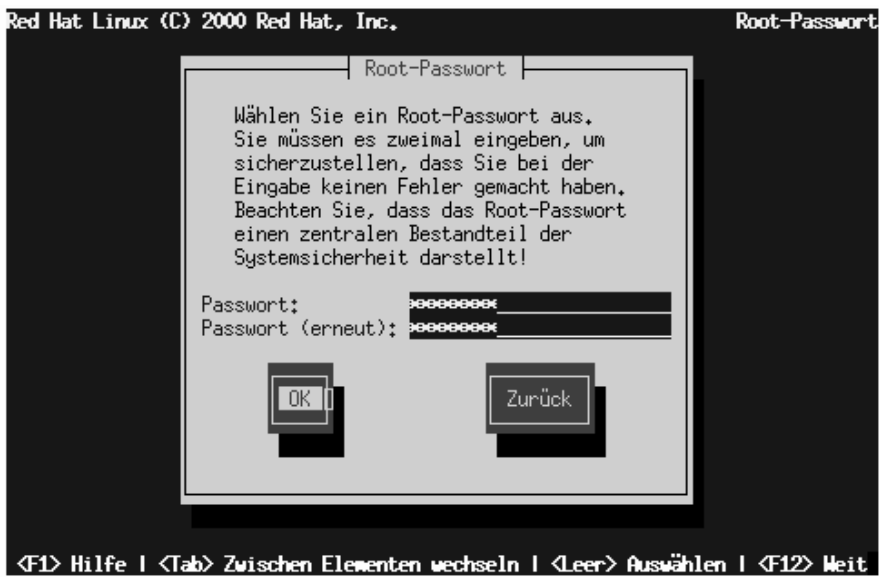 Red Hat Linux (C) 2000 Red Hat, Inc. Root-Passwort
Root-Passwort
Wählen Sie ein Root-Passwort aus.
Sie müssen es zweimal eingeben, um
sicherzustellen, dass Sie bei der
Eingabe keinen Fehler gemacht haben.
Beachten Sie, dass das Root-Passwort
einen zentralen Bestandteil der
Systemsicherheit darstellt!
Passwort: *********
Passwort (erneut): *********
OK Zurück
<F1> Hilfe | <Tab> Zwischen Elementen wechseln | <Leer> Auswählen | <F12> Weit